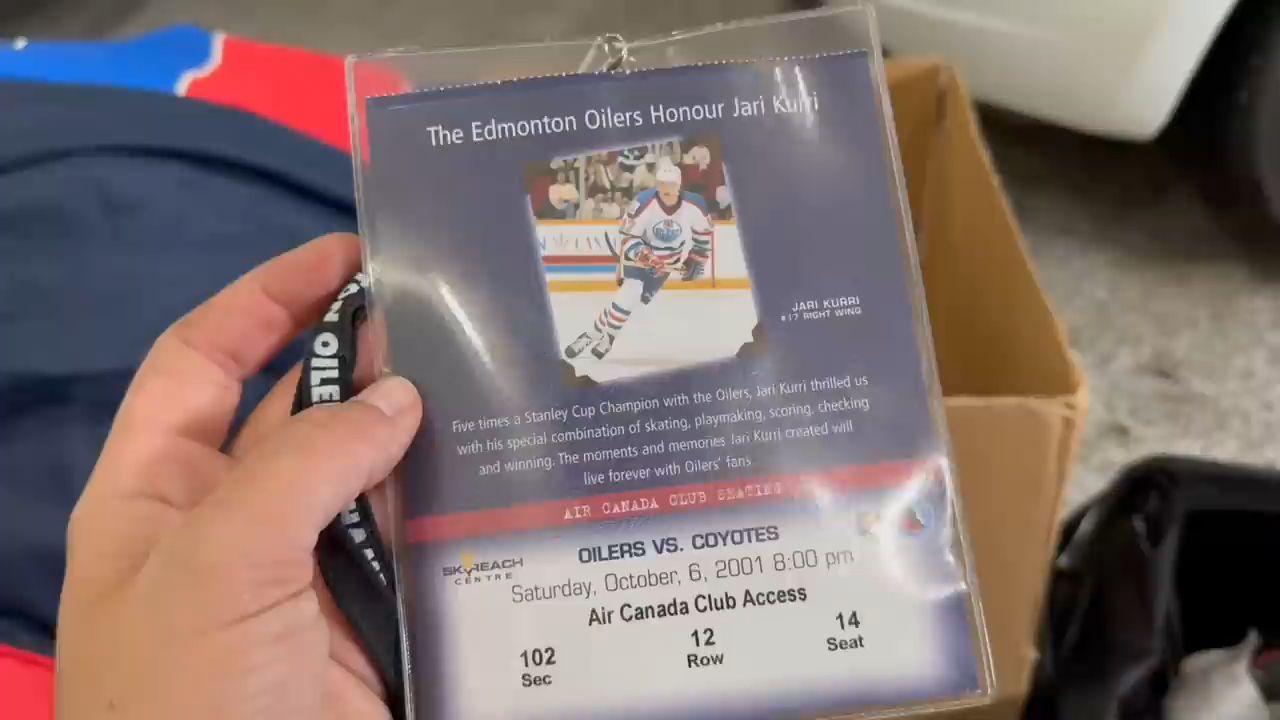 The Edmonton Oilers Honour Jari Kurri
JARI KURRI
#17 RIGHT WING
Five times a Stanley Cup Champion with the Oilers, Jari Kurri thrilled us
with his special combination of skating, playmaking, scoring, checking
and winning. The moments and memories Jari Kurri created will
live forever with Oilers' fans.
AIR CANADA CLUB SEATING
SKYREACH
CENTRE
OILERS VS. COYOTES
Saturday, October, 6, 2001 8:00 pm
Air Canada Club Access
102
Sec
12
Row
14
Seat